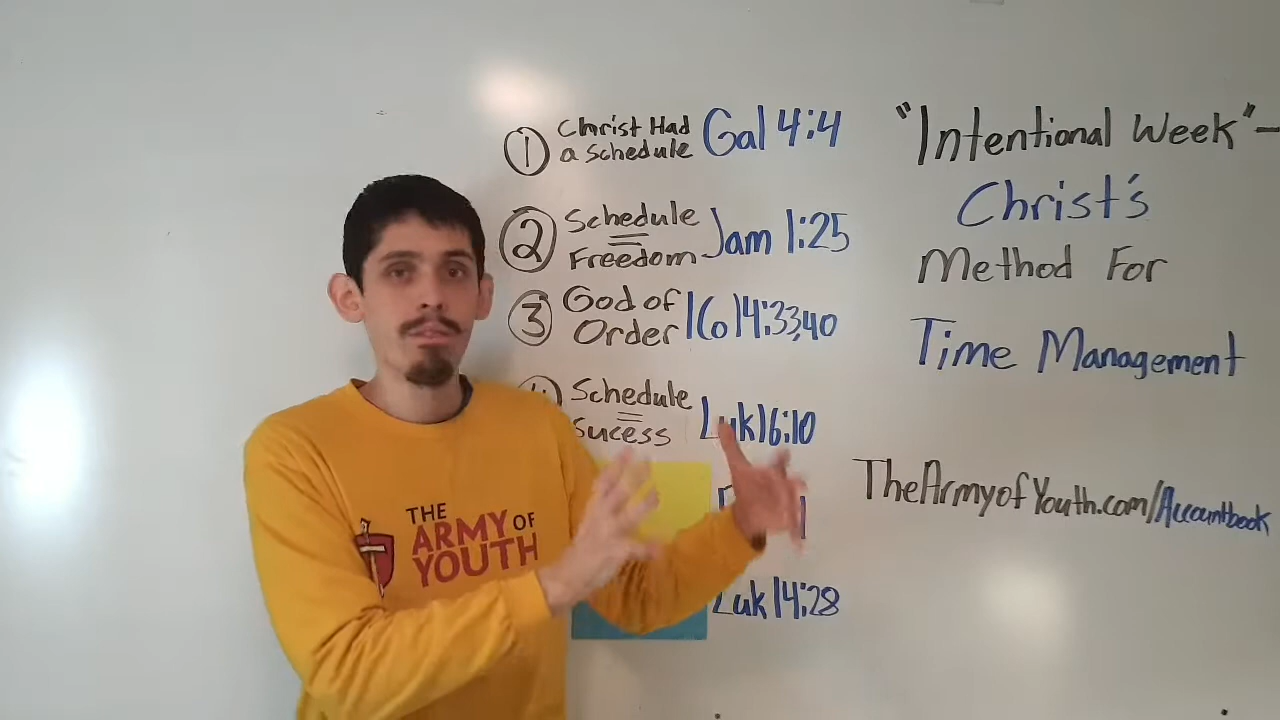 ① Christ Had
a Schedule Gal 4:4
② Schedule
=
Freedom Jam 1:25
③ God of
Order 1Co 14:33,40
Schedule
=
Sucess Luk 16:10
Luk 14:28
"Intentional Week"-
Christ's
Method For
Time Management
TheArmyofYouth.com/Accountbook
THE
ARMY OF
YOUTH